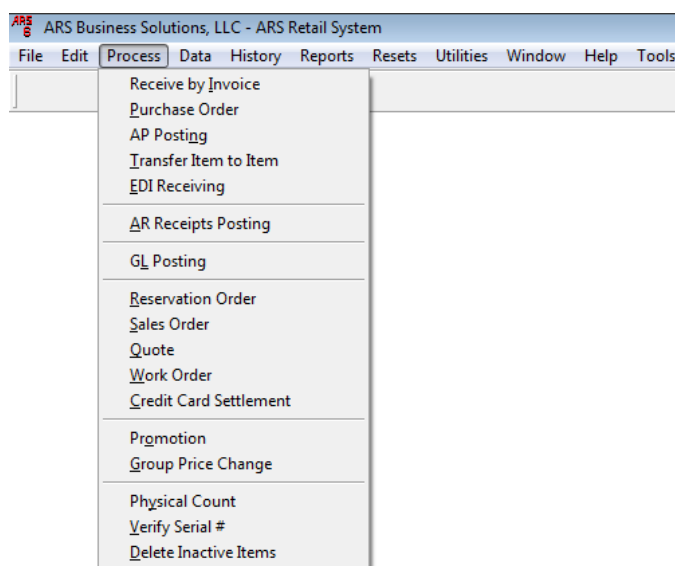 ARS 6 ARS Business Solutions, LLC - ARS Retail System
File Edit Process Data History Reports Resets Utilities Window Help Tools
Receive by Invoice
Purchase Order
AP Posting
Transfer Item to Item
EDI Receiving
AR Receipts Posting
GL Posting
Reservation Order
Sales Order
Quote
Work Order
Credit Card Settlement
Promotion
Group Price Change
Physical Count
Verify Serial #
Delete Inactive Items